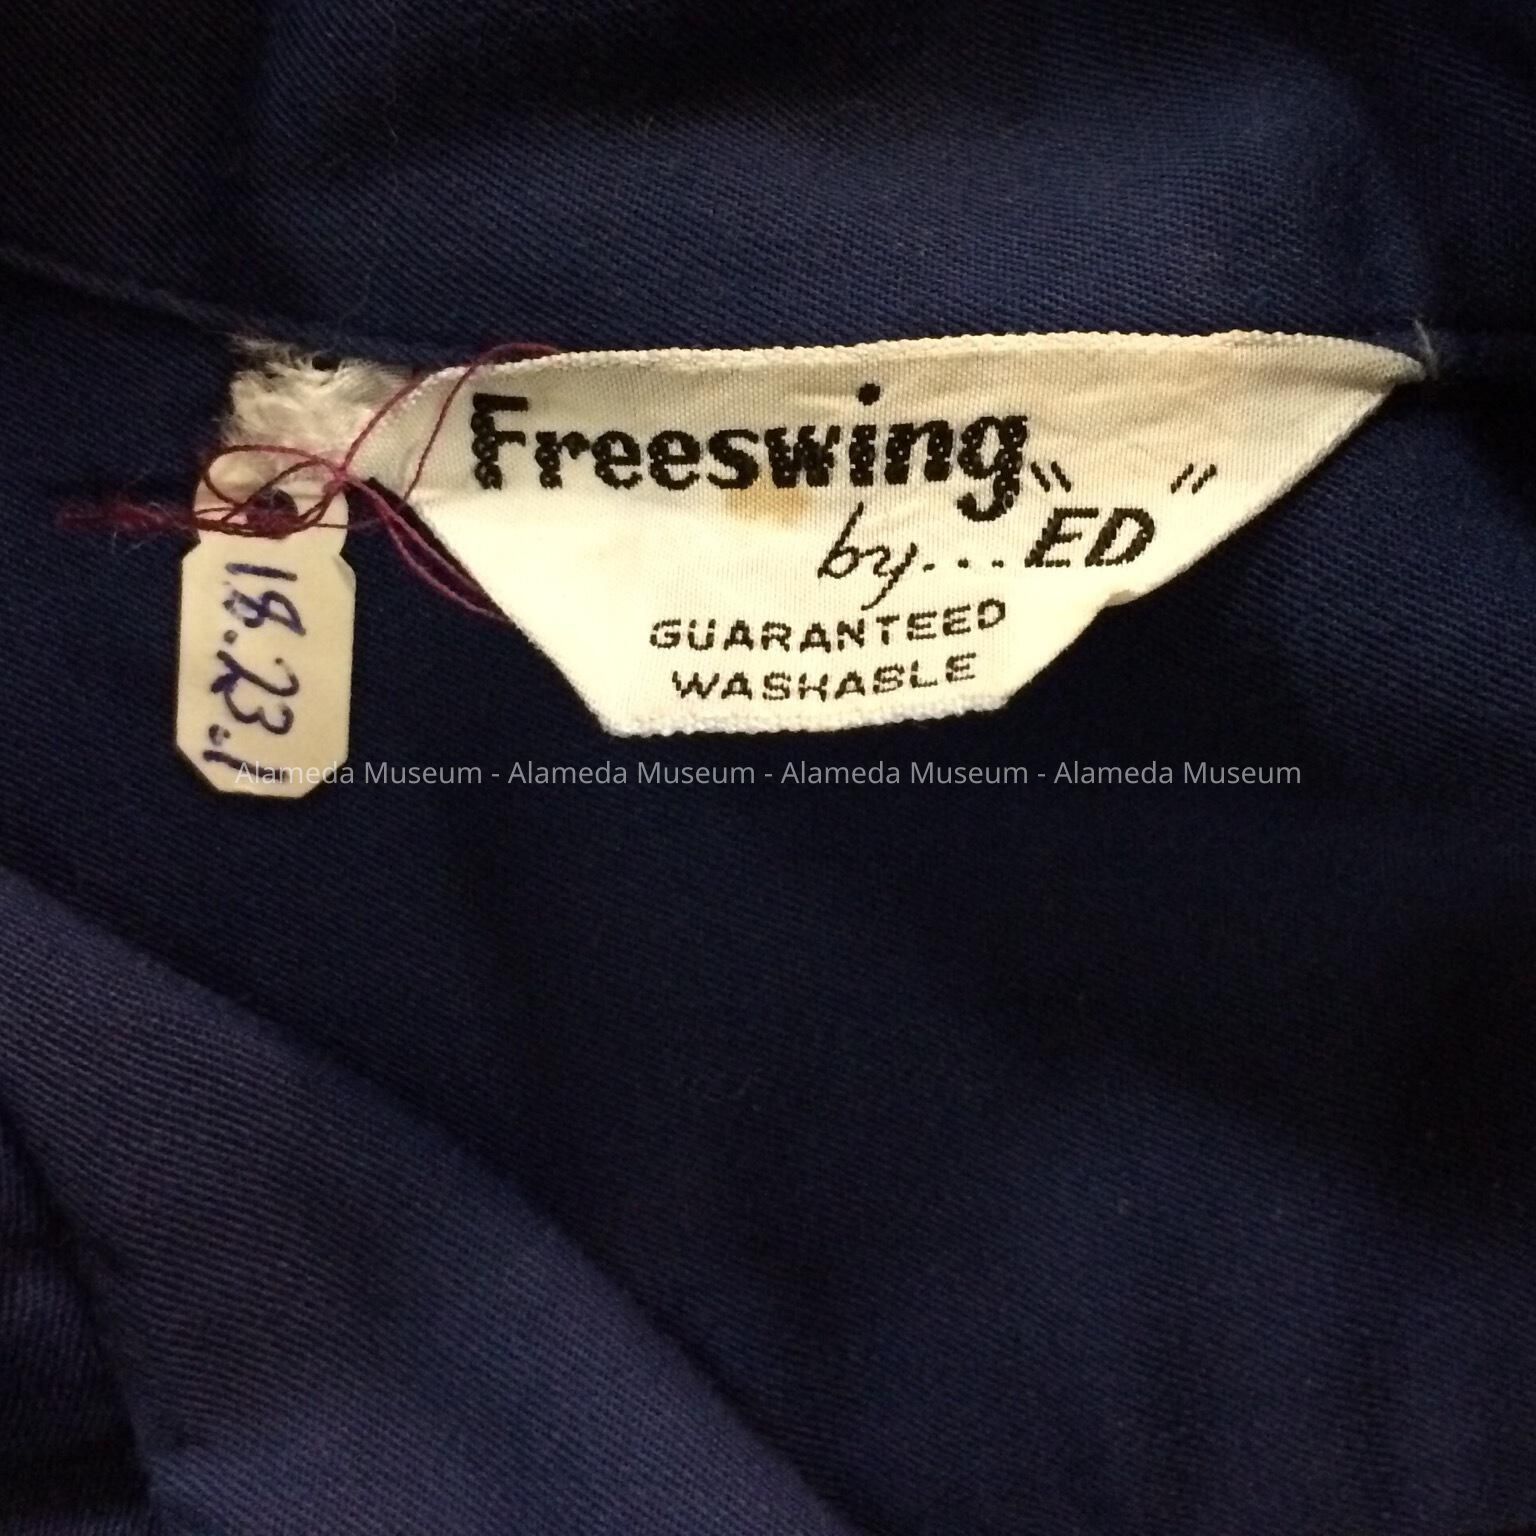 Freeswing
by... "ED"
GUARANTEED
WASHABLE
18.23.1
Alameda Museum - Alameda Museum - Alameda Museum - Alameda Museum